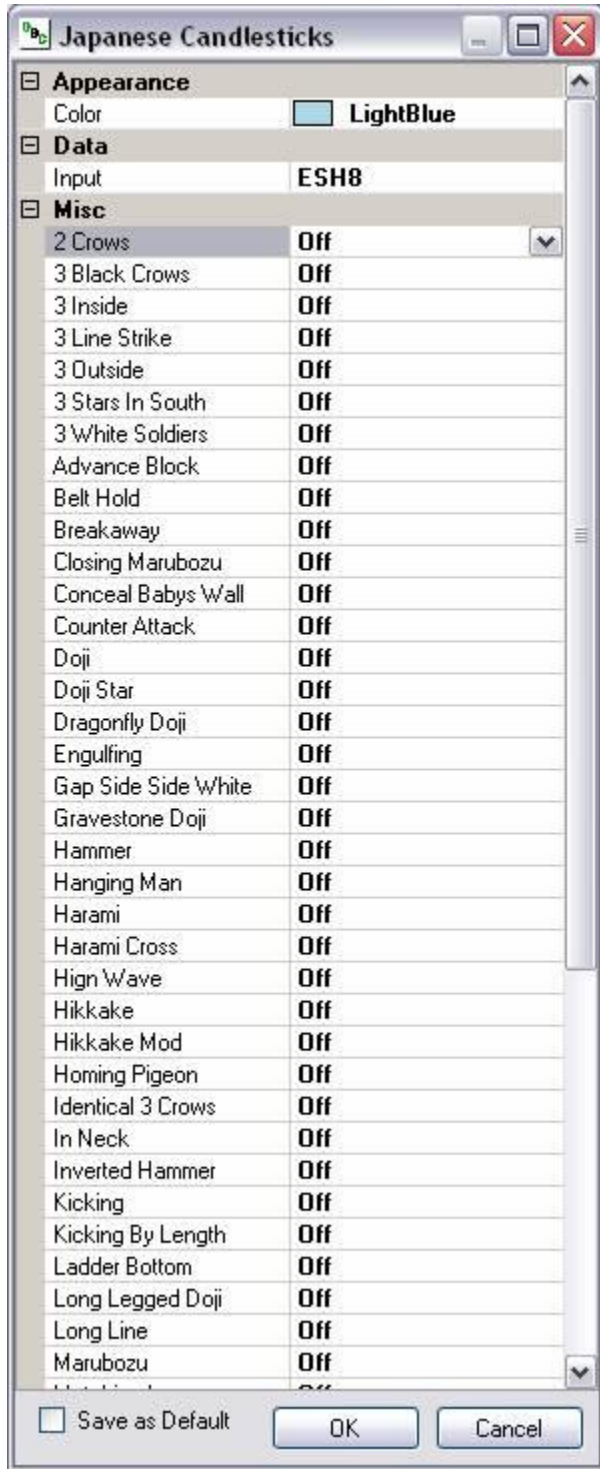 Japanese Candlesticks
Appearance
Color LightBlue
Data
Input ESH8
Misc
2 Crows Off
3 Black Crows Off
3 Inside Off
3 Line Strike Off
3 Outside Off
3 Stars In South Off
3 White Soldiers Off
Advance Block Off
Belt Hold Off
Breakaway Off
Closing Marubozu Off
Conceal Babys Wall Off
Counter Attack Off
Doji Off
Doji Star Off
Dragonfly Doji Off
Engulfing Off
Gap Side Side White Off
Gravestone Doji Off
Hammer Off
Hanging Man Off
Harami Off
Harami Cross Off
Hign Wave Off
Hikkake Off
Hikkake Mod Off
Homing Pigeon Off
Identical 3 Crows Off
In Neck Off
Inverted Hammer Off
Kicking Off
Kicking By Length Off
Ladder Bottom Off
Long Legged Doji Off
Long Line Off
Marubozu Off
Save as Default OK Cancel